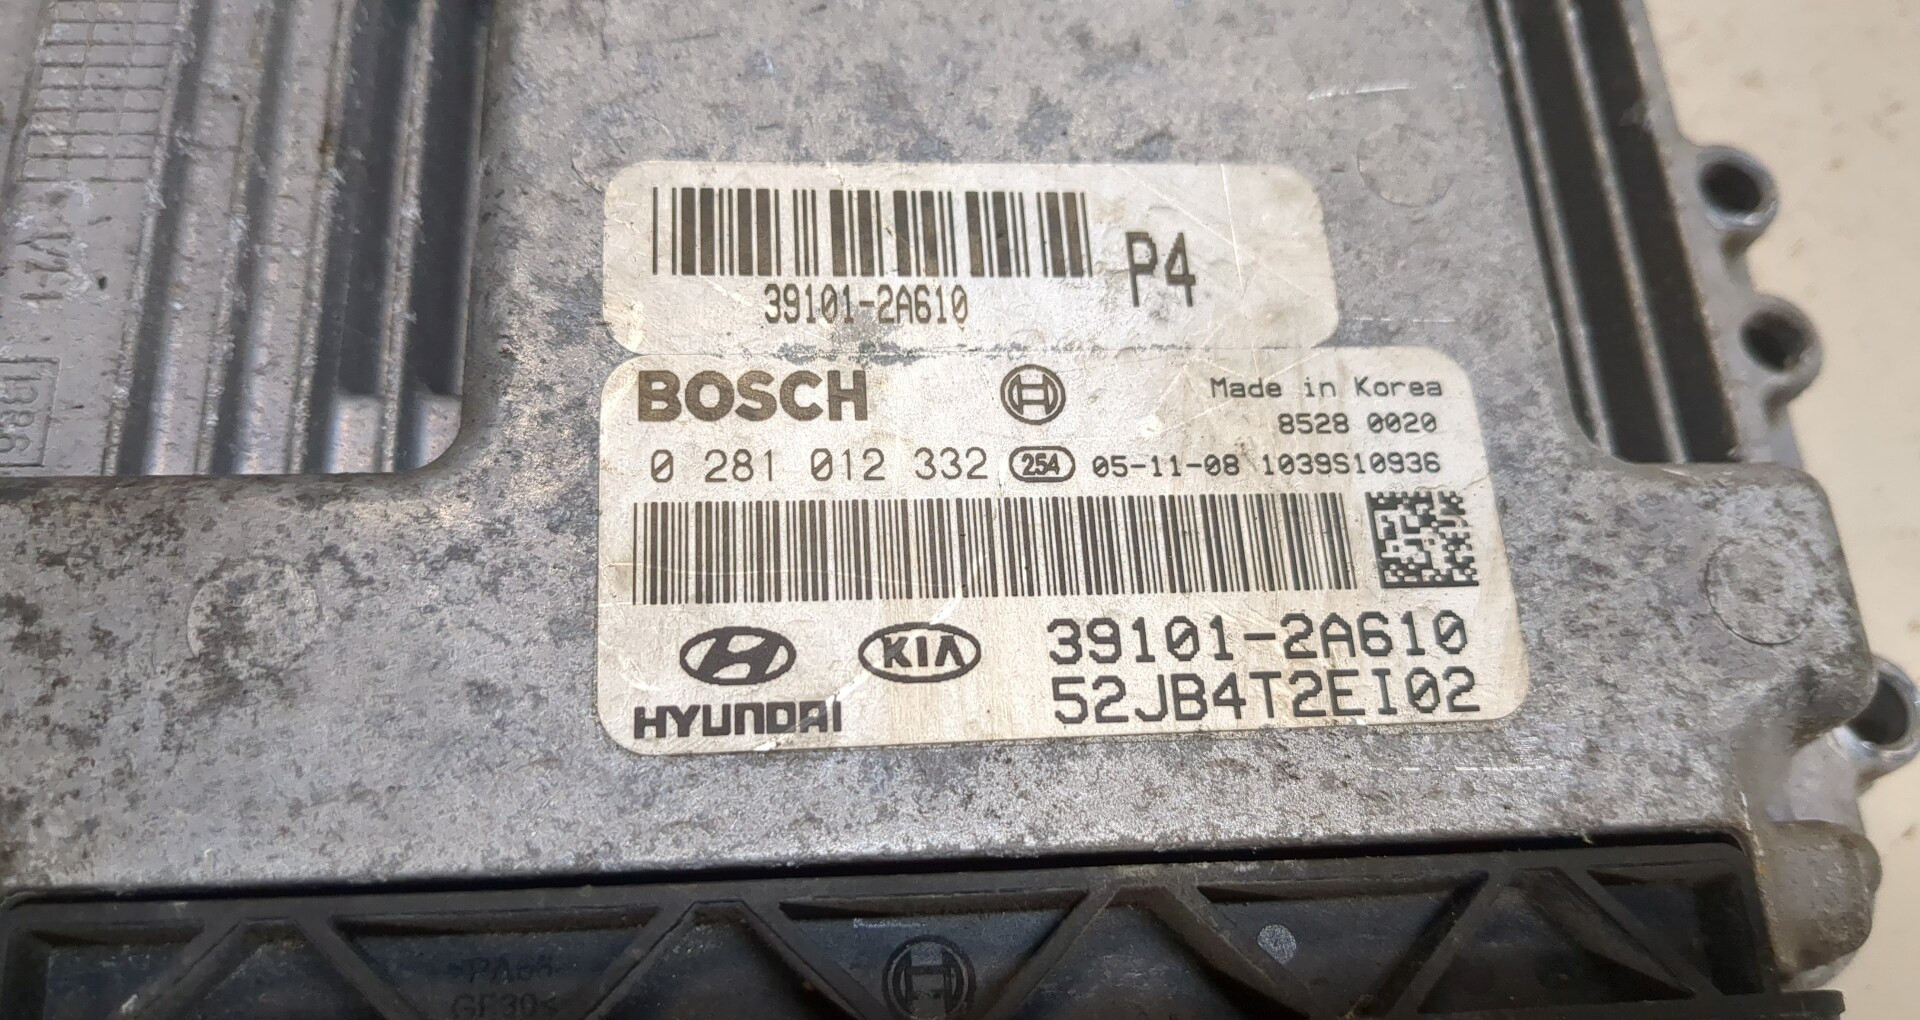 39101-2A610
P4
BOSCH
Made in Korea
8528 0020
0 281 012 332 254 05-11-08 1039S10936
HYUNDAI
KIA
39101-2A610
52JB4T2EI02
GF30<